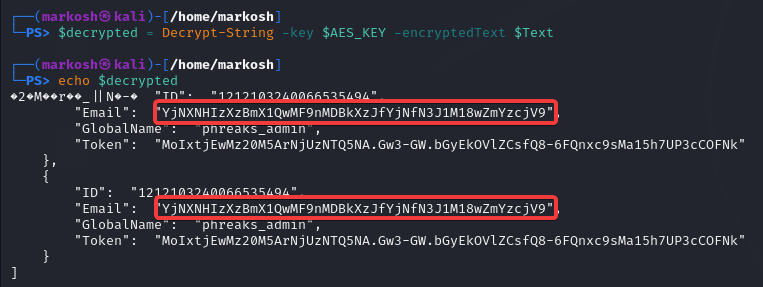 ┌──(markosh㉿kali)-[/home/markosh]
└─PS> $decrypted = Decrypt-String -key $AES_KEY -encryptedText $Text
┌──(markosh㉿kali)-[/home/markosh]
└─PS> echo $decrypted
�2�M��r��_||N�-� "ID": "1212103240066535494",
"Email": "YjNXNHIzXzBmX1QwMF9nMDBkXzJfYjNfN3J1M18wZmYzcjV9",
"GlobalName": "phreaks_admin",
"Token": "MoIxtjEwMz20M5ArNjUzNTQ5NA.Gw3-GW.bGyEkOVlZCsfQ8-6FQnxc9sMa15h7UP3cCOFNk"
},
{
"ID": "1212103240066535494",
"Email": "YjNXNHIzXzBmX1QwMF9nMDBkXzJfYjNfN3J1M18wZmYzcjV9",
"GlobalName": "phreaks_admin",
"Token": "MoIxtjEwMz20M5ArNjUzNTQ5NA.Gw3-GW.bGyEkOVlZCsfQ8-6FQnxc9sMa15h7UP3cCOFNk"
}
]